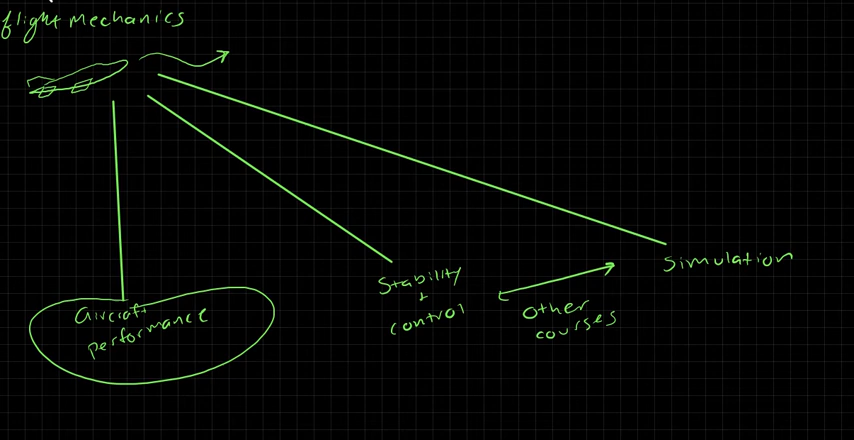 flight mechanics
Aircraft
performance
Stability
+
control
Other
courses
Simulation